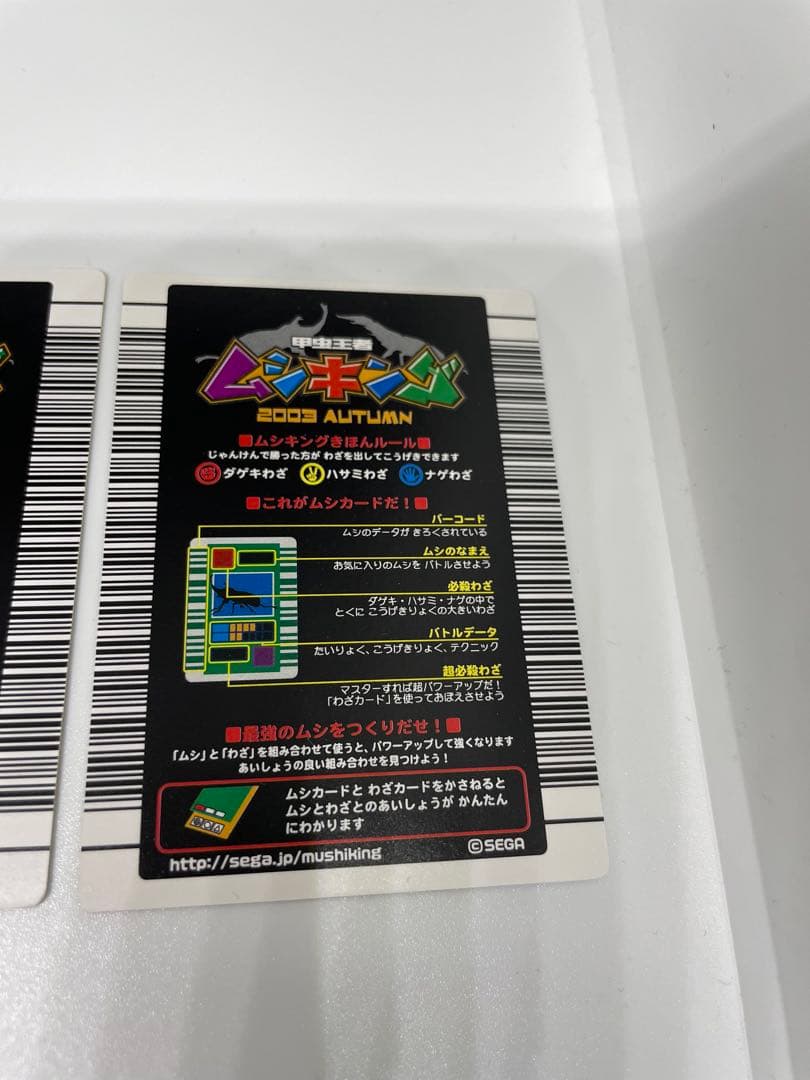 甲虫王者
ムシキング
2003 AUTUMN
■ムシキングきほんルール■
じゃんけんで勝った方が わざを出してこうげきできます
ダゲキわざ ハサミわざ ナゲわざ
■これがムシカードだ！■
バーコード
ムシのデータが きろくされている
ムシのなまえ
お気に入りのムシを バトルさせよう
必殺わざ
ダゲキ・ハサミ・ナゲの中で
とくに こうげきりょくの大きいわざ
バトルデータ
たいりょく、こうげきりょく、テクニック
超必殺わざ
マスターすれば超パワーアップだ！
「わざカード」を使っておぼえさせよう
■最強のムシをつくりだせ！■
「ムシ」と「わざ」を組み合わせて使うと、パワーアップして強くなります
あいしょうの良い組み合わせを見つけよう！
ムシカードと わざカードをかさねると
ムシとわざとのあいしょうが かんたん
にわかります
http://sega.jp/mushiking
©SEGA